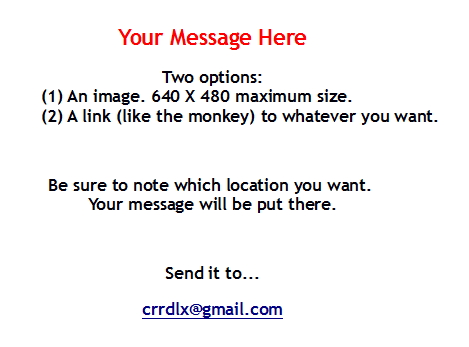 Your Message Here
Two options:
(1) An image. 640 X 480 maximum size.
(2) A link (like the monkey) to whatever you want.
Be sure to note which location you want.
Your message will be put there.
Send it to...
crrdlx@gmail.com